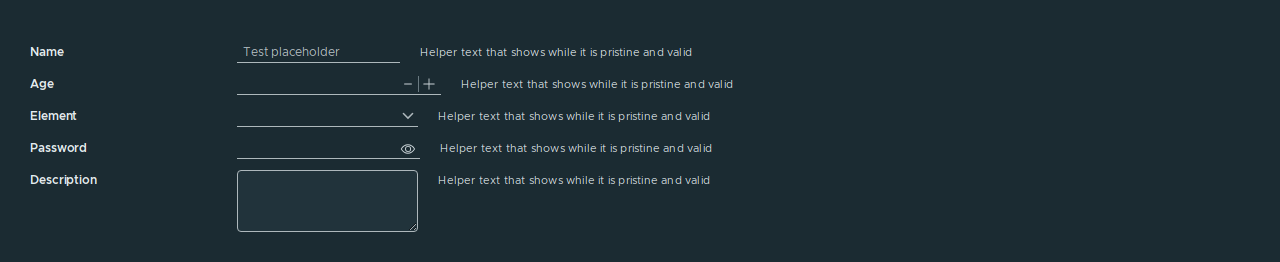 Name Test placeholder Helper text that shows while it is pristine and valid
Age Helper text that shows while it is pristine and valid
Element Helper text that shows while it is pristine and valid
Password Helper text that shows while it is pristine and valid
Description Helper text that shows while it is pristine and valid